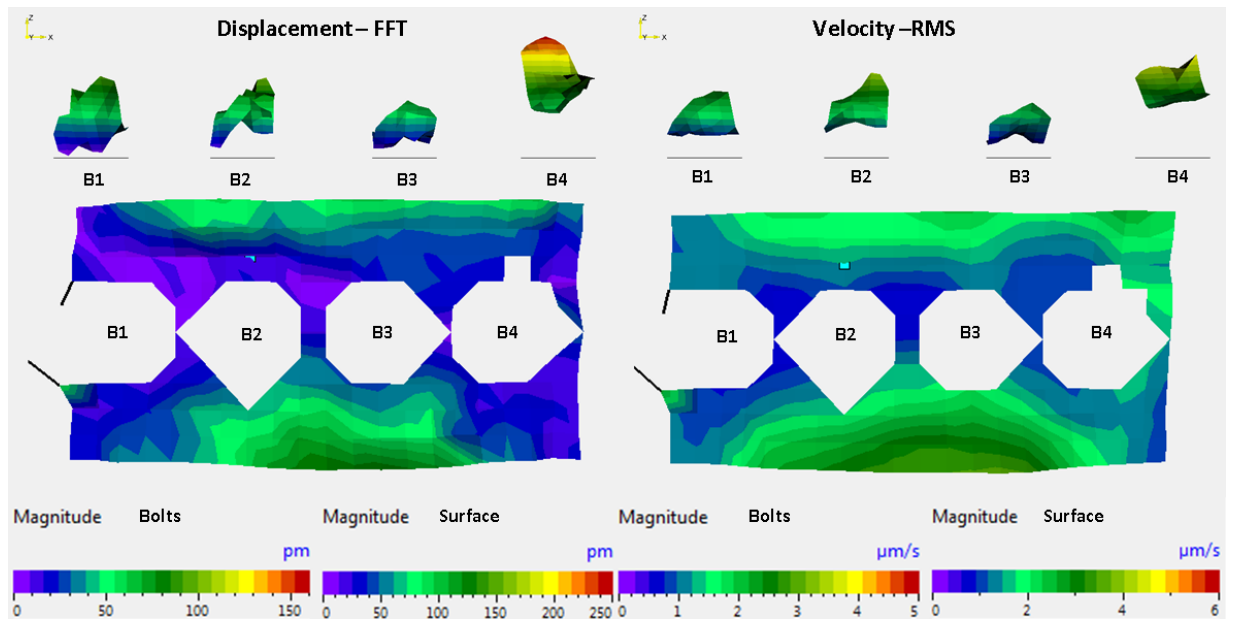 Displacement – FFT
Velocity –RMS
Z
Y X
Z
Y X
B1 B2 B3 B4
B1 B2 B3 B4
B1 B2 B3 B4
B1 B2 B3 B4
Magnitude Bolts
pm
0 50 100 150
Magnitude Surface
pm
0 50 100 150 200 250
Magnitude Bolts
µm/s
0 1 2 3 4 5
Magnitude Surface
µm/s
0 2 4 6